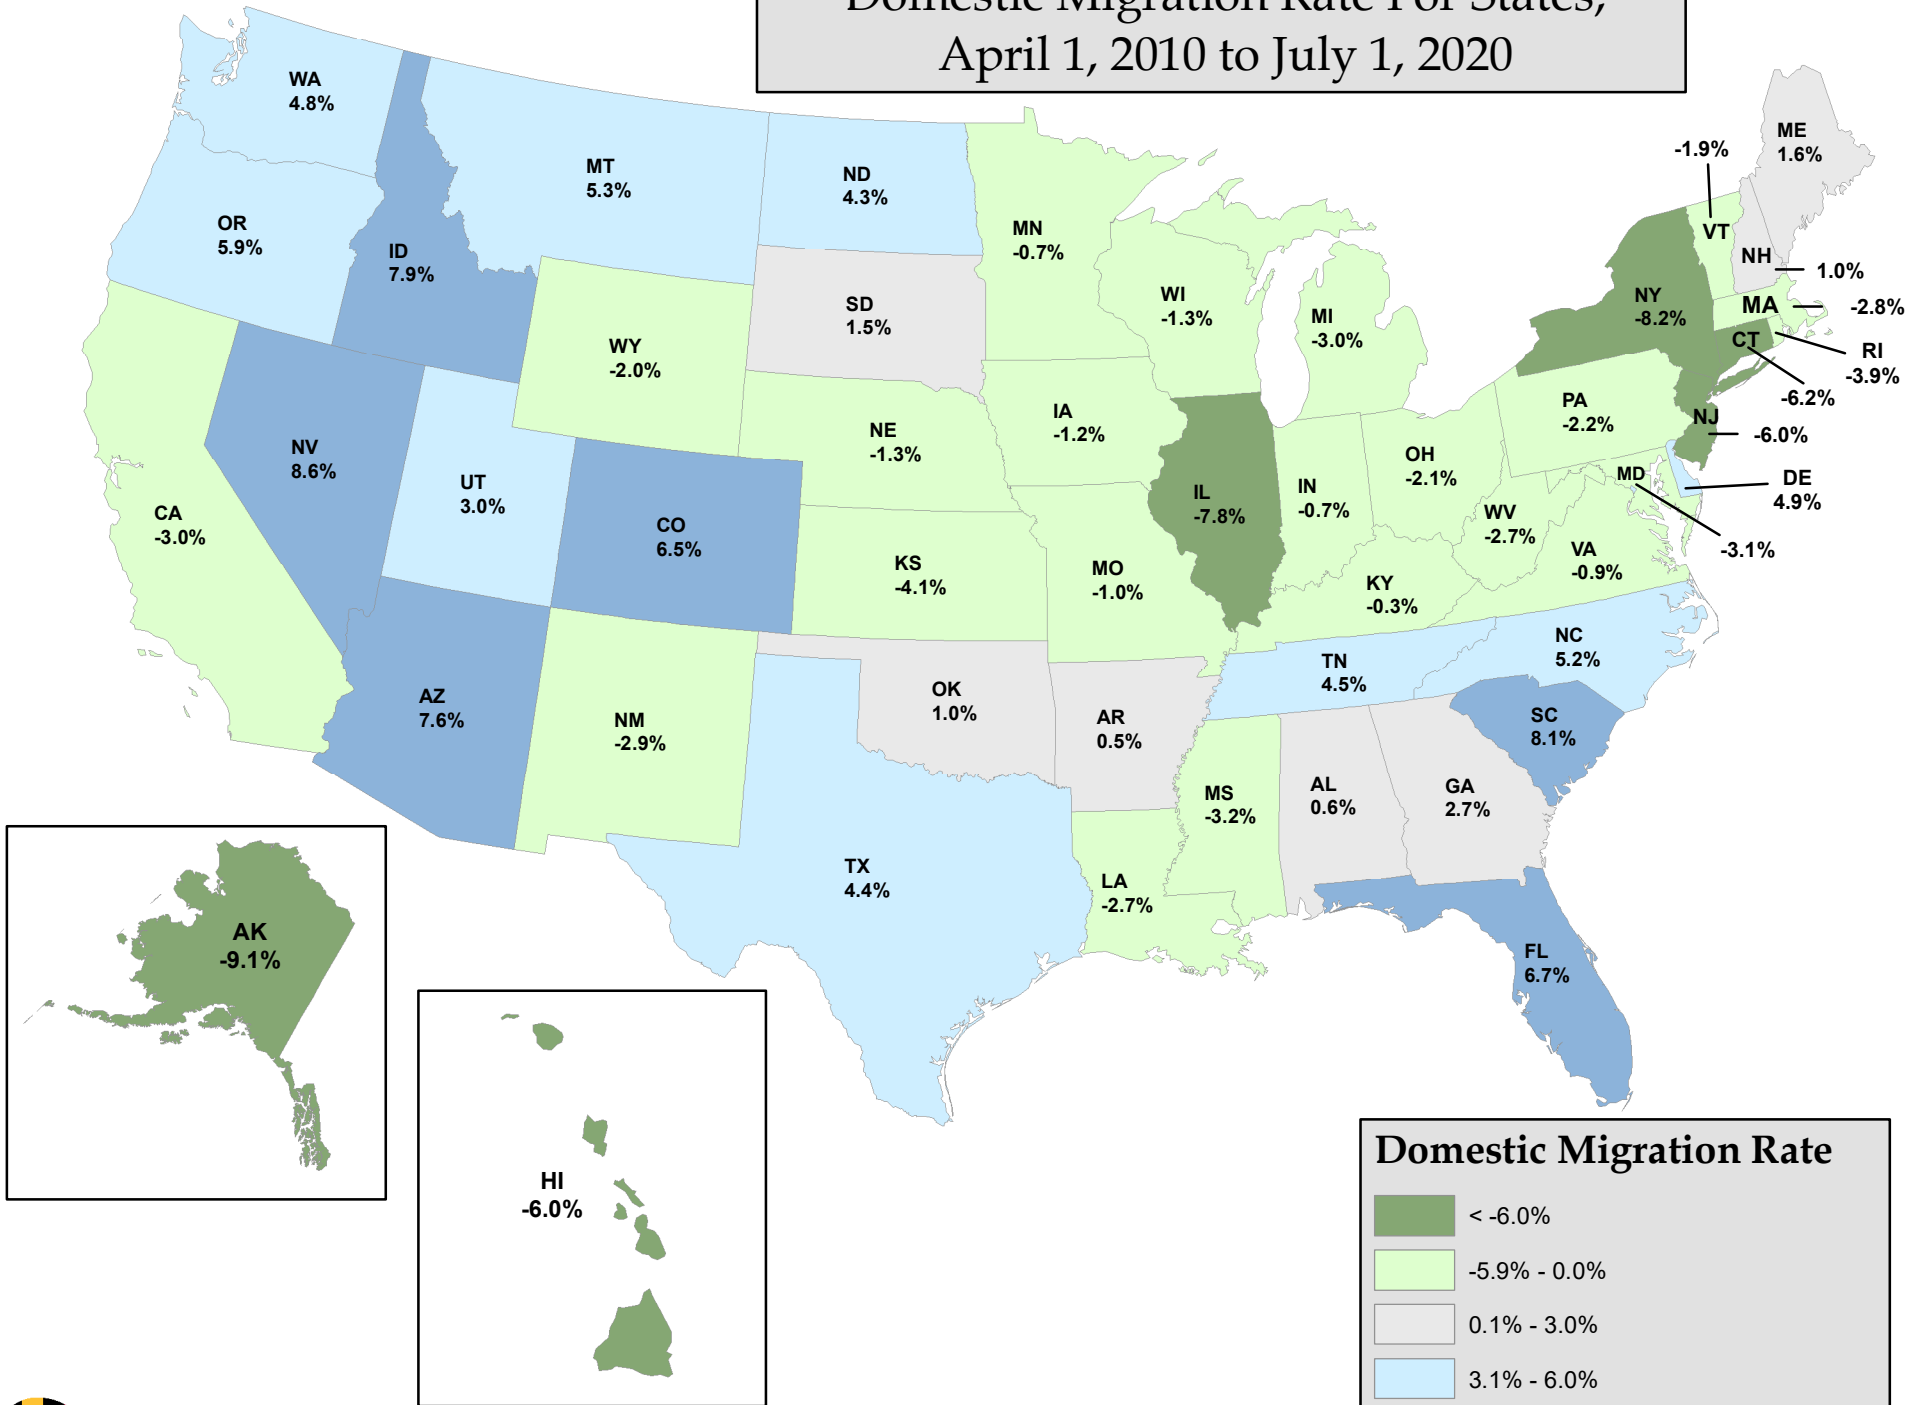 Domestic Migration Rate For States,
April 1, 2010 to July 1, 2020
WA
4.8%
MT
5.3%
ND
4.3%
MN
-0.7%
ME
1.6%
-1.9%
VT
NH
1.0%
OR
5.9%
ID
7.9%
SD
1.5%
WI
-1.3%
MI
-3.0%
NY
-8.2%
MA
-2.8%
CT
-6.2%
RI
-3.9%
WY
-2.0%
IA
-1.2%
PA
-2.2%
NJ
-6.0%
NV
8.6%
UT
3.0%
NE
-1.3%
IL
-7.8%
IN
-0.7%
OH
-2.1%
MD
-3.1%
DE
4.9%
CA
-3.0%
CO
6.5%
KS
-4.1%
MO
-1.0%
WV
-2.7%
VA
-0.9%
KY
-0.3%
TN
4.5%
NC
5.2%
AZ
7.6%
NM
-2.9%
OK
1.0%
AR
0.5%
SC
8.1%
MS
-3.2%
AL
0.6%
GA
2.7%
TX
4.4%
LA
-2.7%
FL
6.7%
AK
-9.1%
HI
-6.0%
Domestic Migration Rate
< -6.0%
-5.9% - 0.0%
0.1% - 3.0%
3.1% - 6.0%